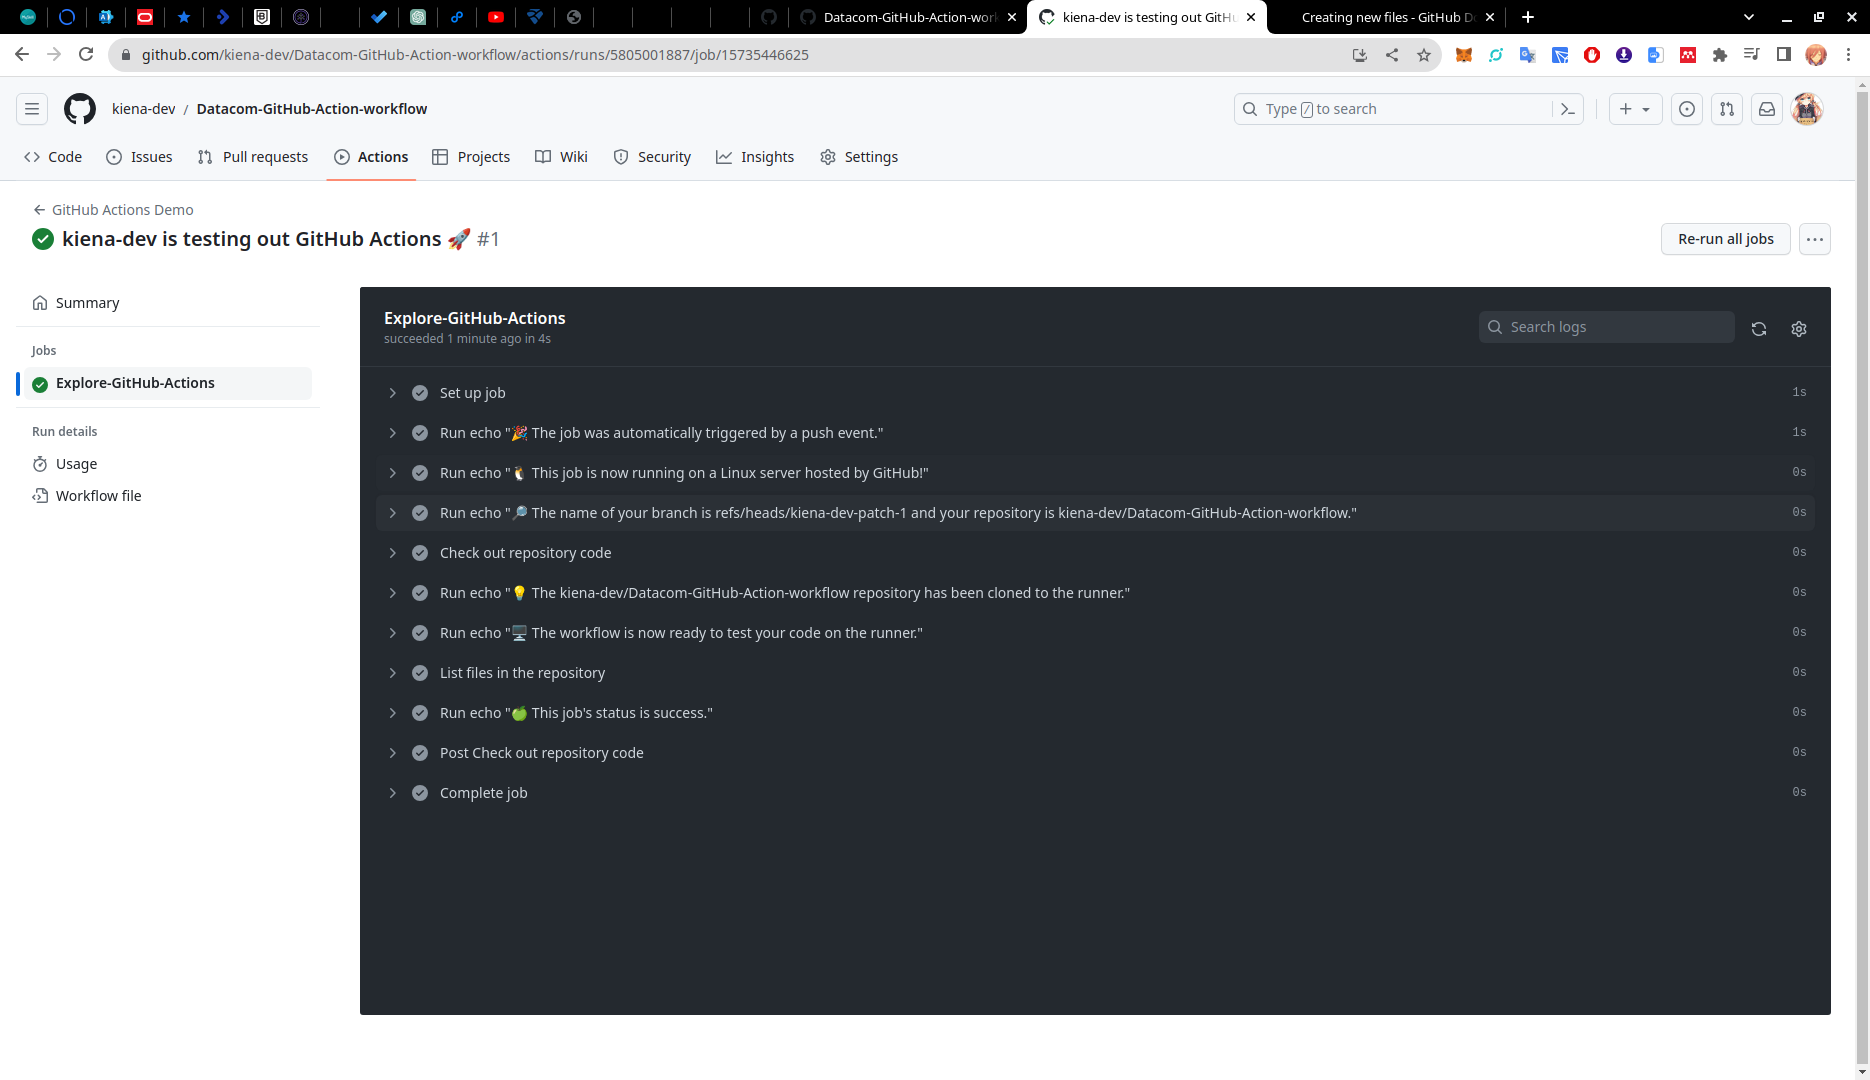 Datacom-GitHub-Action-wor
kiena-dev is testing out GitHu
Creating new files - GitHub Do
github.com/kiena-dev/Datacom-GitHub-Action-workflow/actions/runs/5805001887/job/15735446625
kiena-dev / Datacom-GitHub-Action-workflow
Type / to search
Code
Issues
Pull requests
Actions
Projects
Wiki
Security
Insights
Settings
← GitHub Actions Demo
kiena-dev is testing out GitHub Actions 🚀 #1
Re-run all jobs
Summary
Jobs
Explore-GitHub-Actions
Run details
Usage
Workflow file
Explore-GitHub-Actions
succeeded 1 minute ago in 4s
Search logs
Set up job 1s
Run echo "🎉 The job was automatically triggered by a push event." 1s
Run echo "🐧 This job is now running on a Linux server hosted by GitHub!" 0s
Run echo "🔎 The name of your branch is refs/heads/kiena-dev-patch-1 and your repository is kiena-dev/Datacom-GitHub-Action-workflow." 0s
Check out repository code 0s
Run echo "💡 The kiena-dev/Datacom-GitHub-Action-workflow repository has been cloned to the runner." 0s
Run echo "🖥️ The workflow is now ready to test your code on the runner." 0s
List files in the repository 0s
Run echo "🍏 This job's status is success." 0s
Post Check out repository code 0s
Complete job 0s